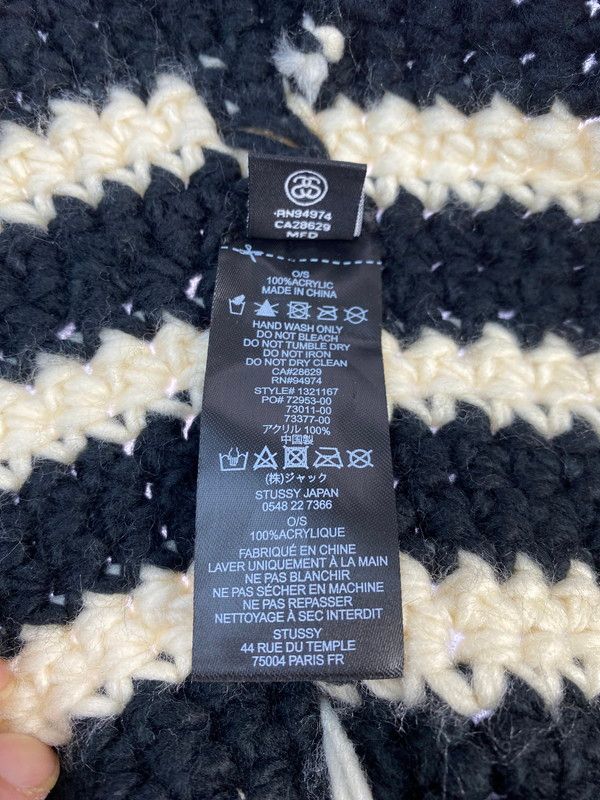 ·RN94974
CA28629
MFD
O/S
100%ACRYLIC
MADE IN CHINA
HAND WASH ONLY
DO NOT BLEACH
DO NOT TUMBLE DRY
DO NOT IRON
DO NOT DRY CLEAN
CA#28629
RN#94974
STYLE# 1321167
PO# 72953-00
73011-00
73377-00
アクリル 100%
中国製
(株)ジャック
STUSSY JAPAN
0548 22 7366
O/S
100%ACRYLIQUE
FABRIQUÉ EN CHINE
LAVER UNIQUEMENT À LA MAIN
NE PAS BLANCHIR
NE PAS SÉCHER EN MACHINE
NE PAS REPASSER
NETTOYAGE À SEC INTERDIT
STUSSY
44 RUE DU TEMPLE
75004 PARIS FR